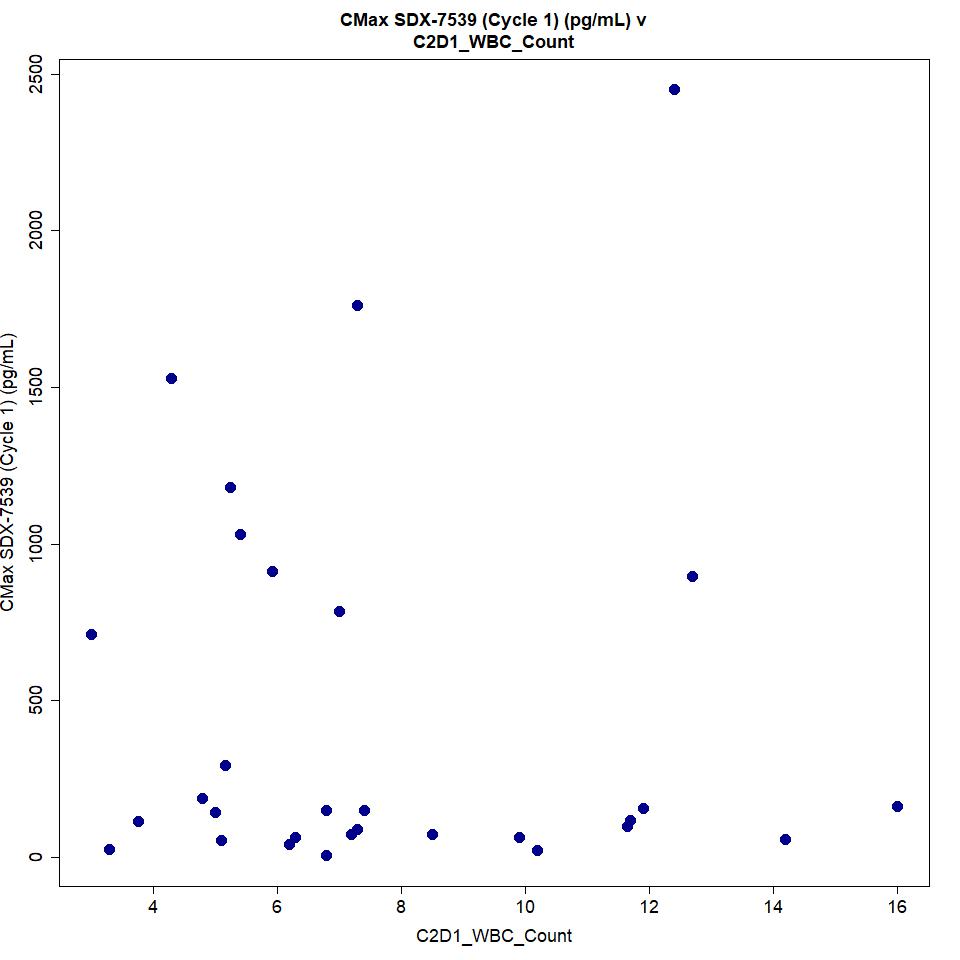 CMax SDX-7539 (Cycle 1) (pg/mL) v
C2D1_WBC_Count
2500
2000
1500
1000
500
0
CMax SDX-7539 (Cycle 1) (pg/mL)
4 6 8 10 12 14 16
C2D1_WBC_Count